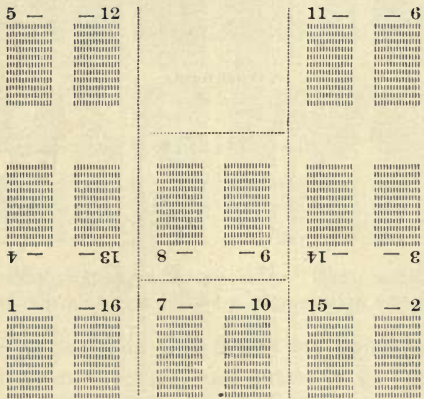 5 — — 12 11 — — 6
4 — — 13 8 — — 9 14 — — 3
1 — — 16 7 — — 10 15 — — 2